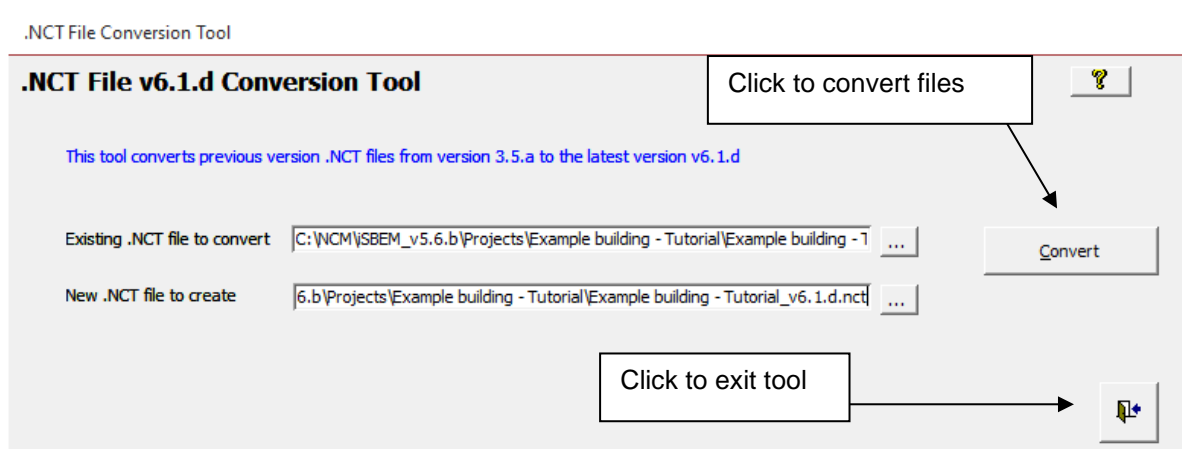 .NCT File Conversion Tool
.NCT File v6.1.d Conversion Tool
Click to convert files
?
This tool converts previous version .NCT files from version 3.5.a to the latest version v6.1.d
Existing .NCT file to convert
C:\NCM\iSBEM_v5.6.b\Projects\Example building - Tutorial\Example building - T
...
Convert
New .NCT file to create
6.b\Projects\Example building - Tutorial\Example building - Tutorial_v6.1.d.nct
...
Click to exit tool